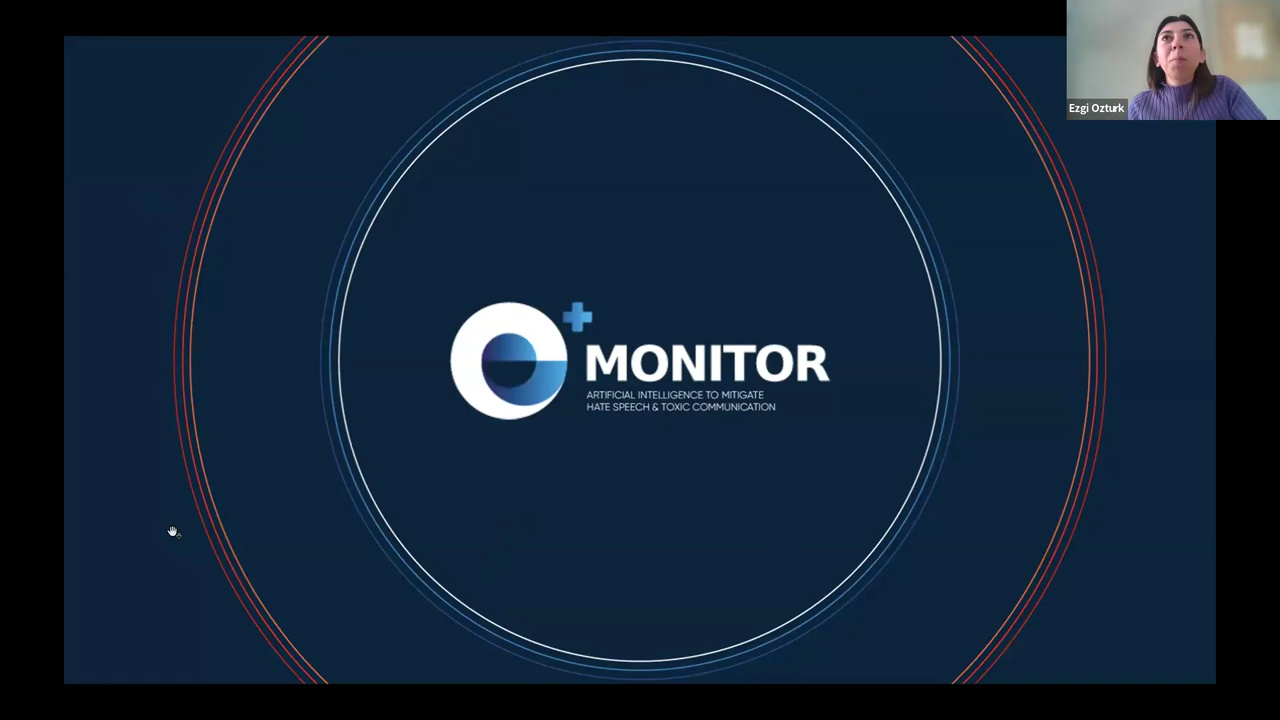 Ezgi Ozturk
MONITOR
ARTIFICIAL INTELLIGENCE TO MITIGATE
HATE SPEECH & TOXIC COMMUNICATION